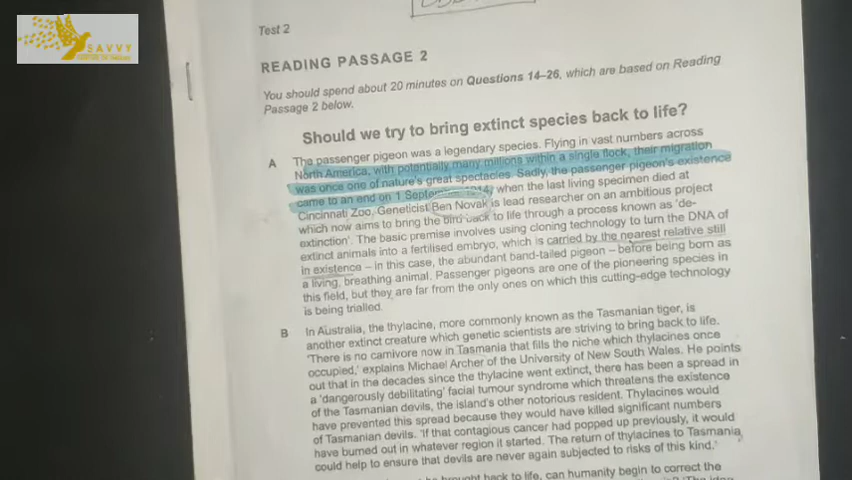 SAVVY
Test 2
READING PASSAGE 2
You should spend about 20 minutes on Questions 14–26, which are based on Reading
Passage 2 below.
Should we try to bring extinct species back to life?
A The passenger pigeon was a legendary species. Flying in vast numbers across
North America, with potentially many millions within a single flock, their migration
was once one of nature's great spectacles. Sadly, the passenger pigeon's existence
came to an end on 1 September 1914, when the last living specimen died at
Cincinnati Zoo. Geneticist Ben Novak is lead researcher on an ambitious project
which now aims to bring the bird back to life through a process known as 'de-
extinction'. The basic premise involves using cloning technology to turn the DNA of
extinct animals into a fertilised embryo, which is carried by the nearest relative still
in existence – in this case, the abundant band-tailed pigeon – before being born as
a living, breathing animal. Passenger pigeons are one of the pioneering species in
this field, but they are far from the only ones on which this cutting-edge technology
is being trialled.
B In Australia, the thylacine, more commonly known as the Tasmanian tiger, is
another extinct creature which genetic scientists are striving to bring back to life.
'There is no carnivore now in Tasmania that fills the niche which thylacines once
occupied,' explains Michael Archer of the University of New South Wales. He points
out that in the decades since the thylacine went extinct, there has been a spread in
a 'dangerously debilitating' facial tumour syndrome which threatens the existence
of the Tasmanian devils, the island's other notorious resident. Thylacines would
have prevented this spread because they would have killed significant numbers
of Tasmanian devils. 'If that contagious cancer had popped up previously, it would
have burned out in whatever region it started. The return of thylacines to Tasmania
could help to ensure that devils are never again subjected to risks of this kind.'
brought back to life, can humanity begin to correct the